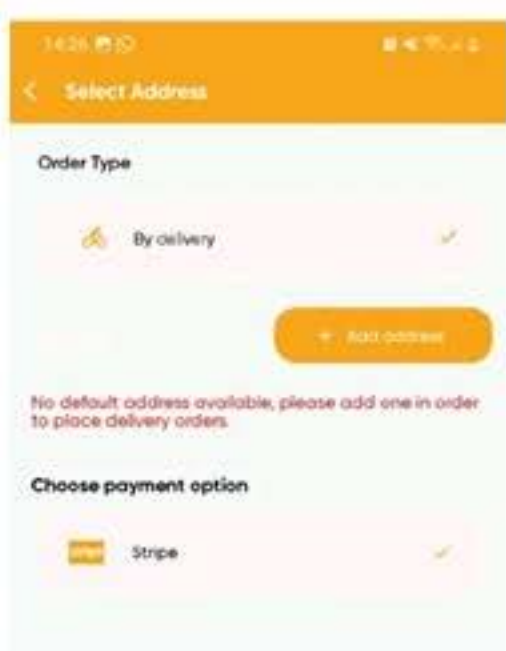 14:26
Select Address
Order Type
By delivery
+ Add address
No default address available, please add one in order
to place delivery orders
Choose payment option
Stripe